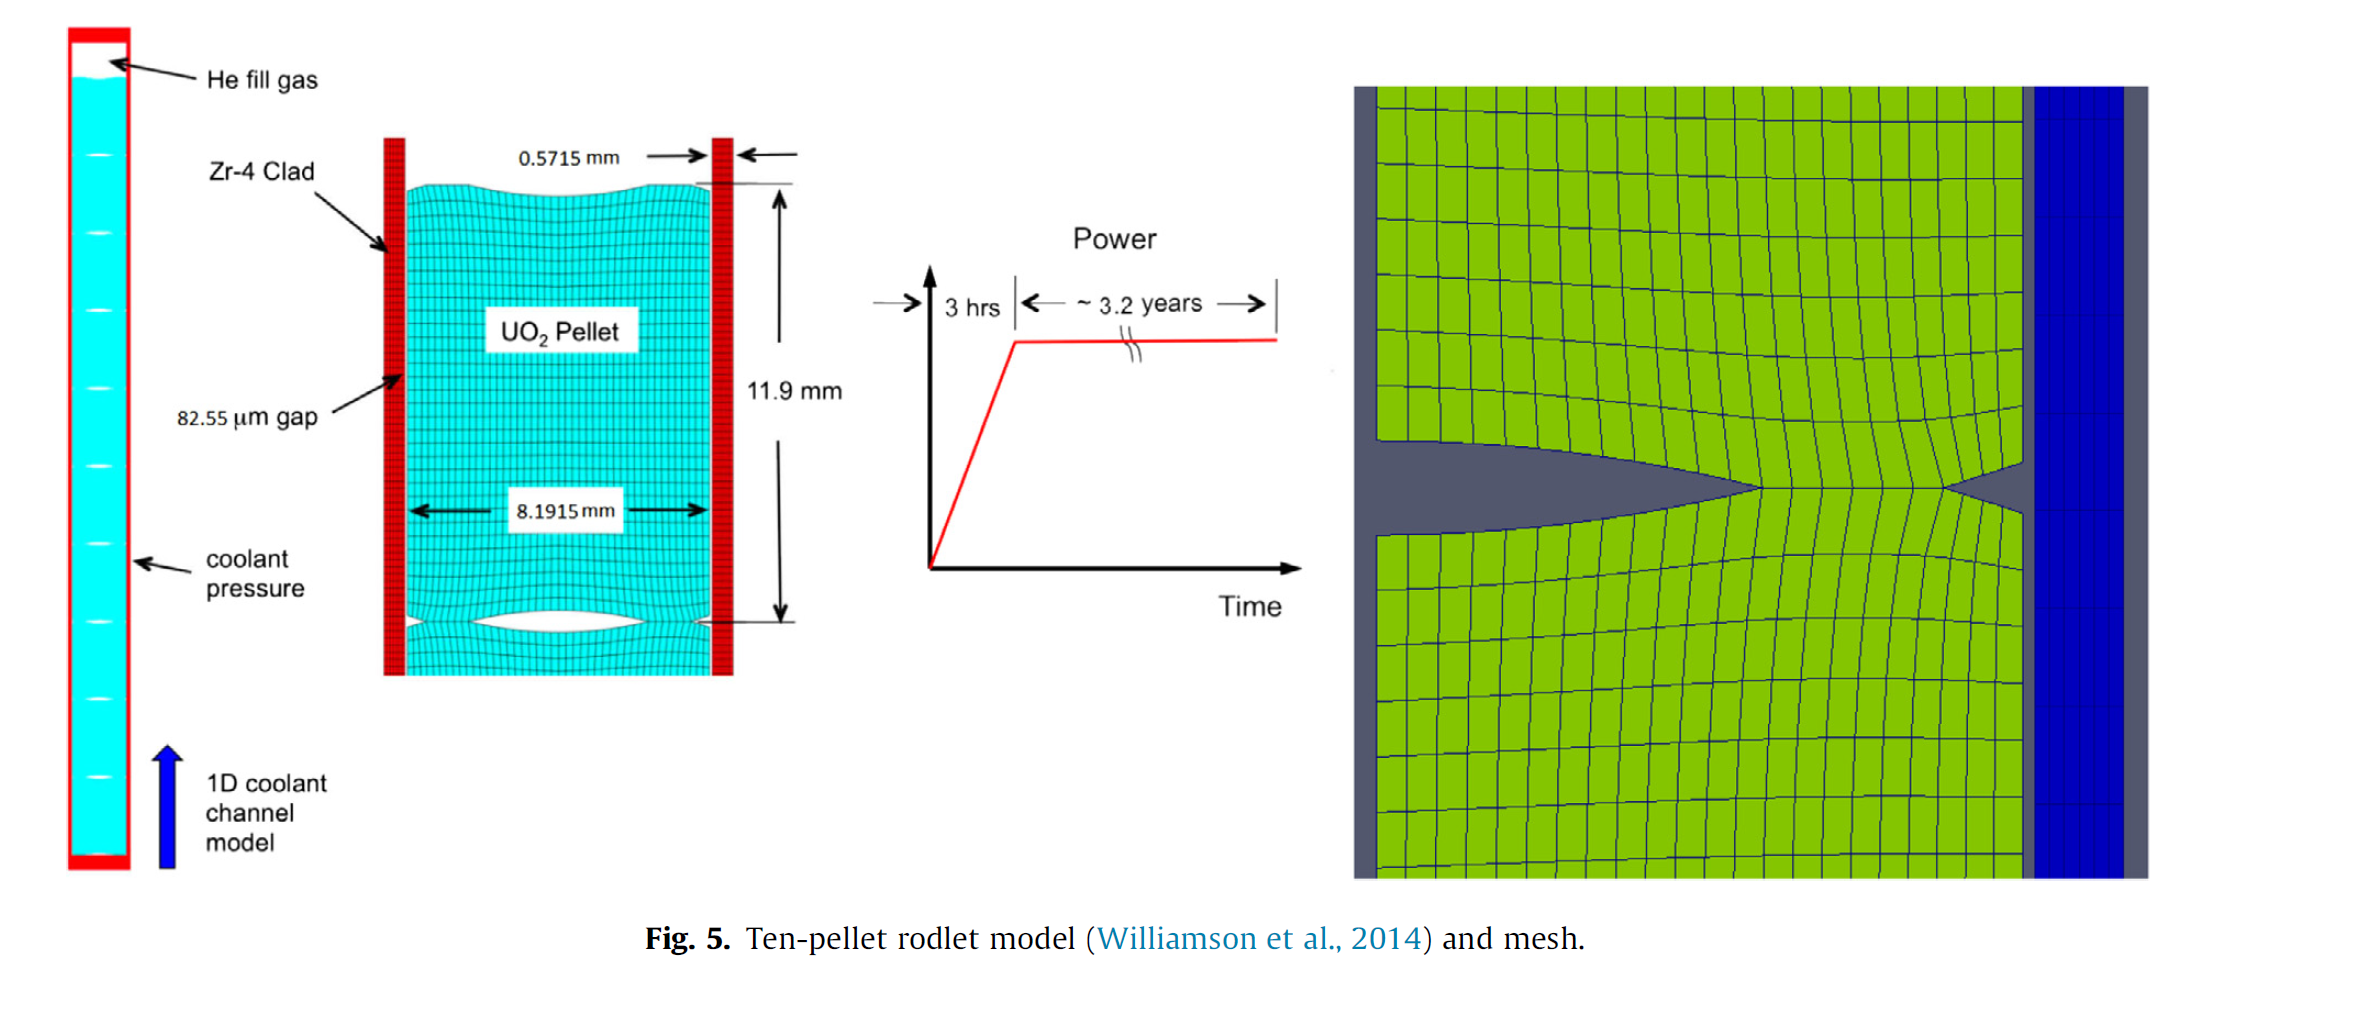 He fill gas
Zr-4 Clad
82.55 μm gap
coolant
pressure
1D coolant
channel
model
0.5715 mm
UO₂ Pellet
11.9 mm
8.1915 mm
Power
3 hrs
~ 3.2 years
Time
Fig. 5. Ten-pellet rodlet model (Williamson et al., 2014) and mesh.